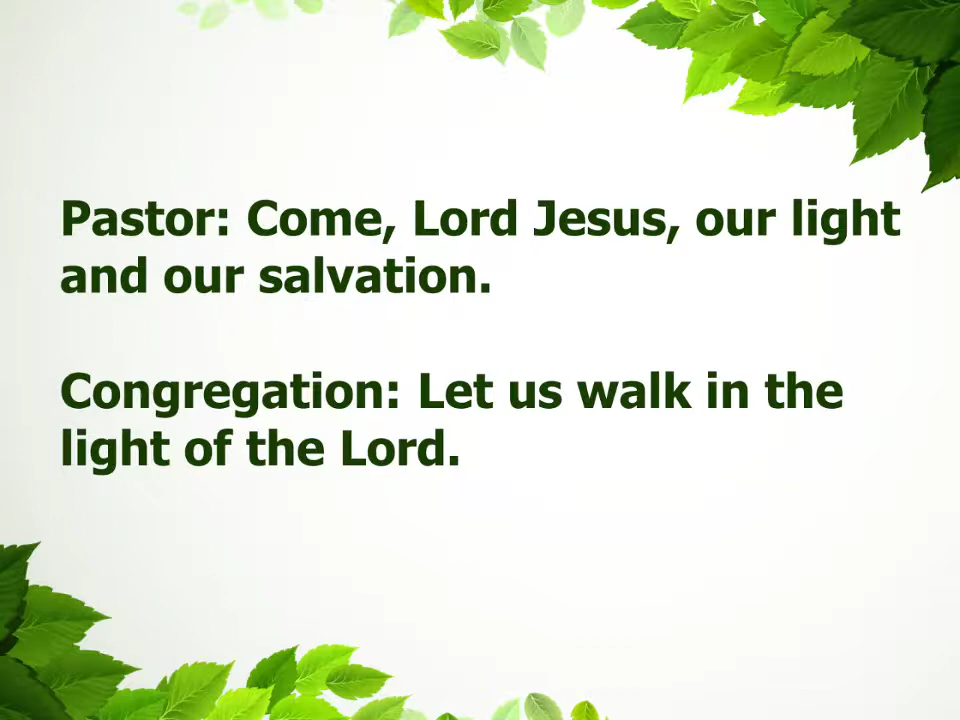 Pastor: Come, Lord Jesus, our light
and our salvation.
Congregation: Let us walk in the
light of the Lord.